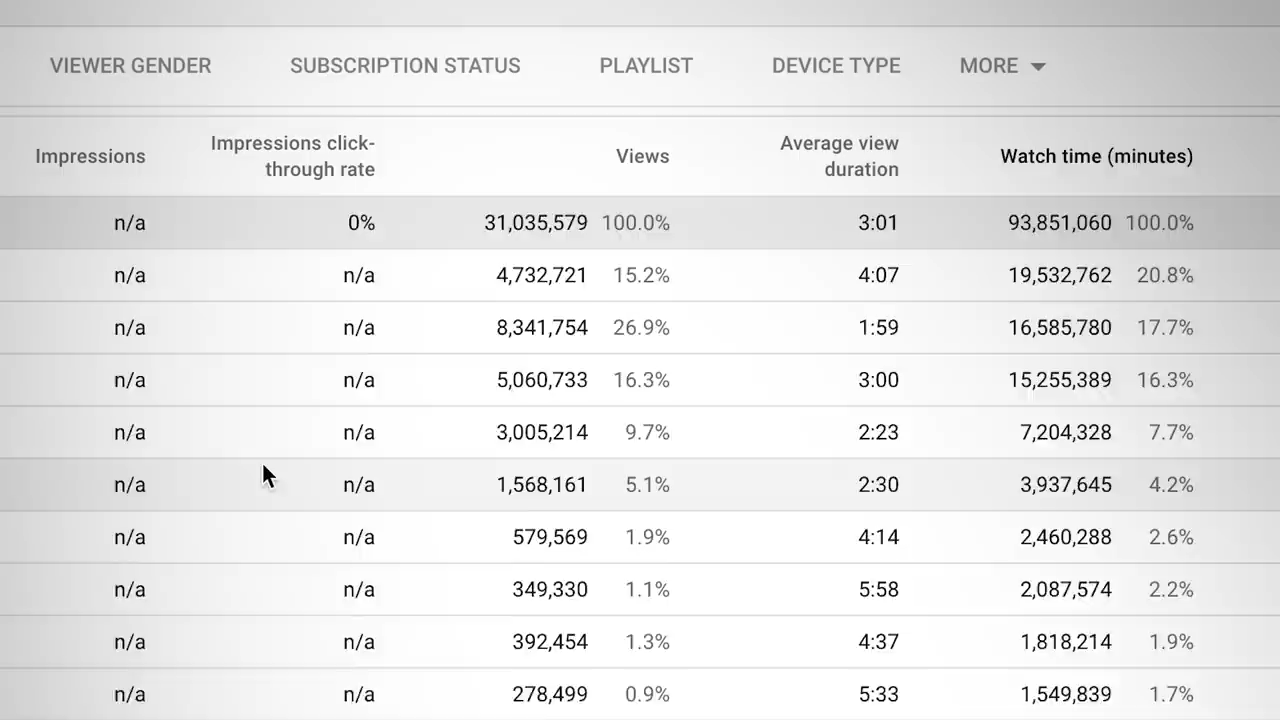 VIEWER GENDER SUBSCRIPTION STATUS PLAYLIST DEVICE TYPE MORE
Impressions Impressions click-through rate Views Average view duration Watch time (minutes)
n/a 0% 31,035,579 100.0% 3:01 93,851,060 100.0%
n/a n/a 4,732,721 15.2% 4:07 19,532,762 20.8%
n/a n/a 8,341,754 26.9% 1:59 16,585,780 17.7%
n/a n/a 5,060,733 16.3% 3:00 15,255,389 16.3%
n/a n/a 3,005,214 9.7% 2:23 7,204,328 7.7%
n/a n/a 1,568,161 5.1% 2:30 3,937,645 4.2%
n/a n/a 579,569 1.9% 4:14 2,460,288 2.6%
n/a n/a 349,330 1.1% 5:58 2,087,574 2.2%
n/a n/a 392,454 1.3% 4:37 1,818,214 1.9%
n/a n/a 278,499 0.9% 5:33 1,549,839 1.7%